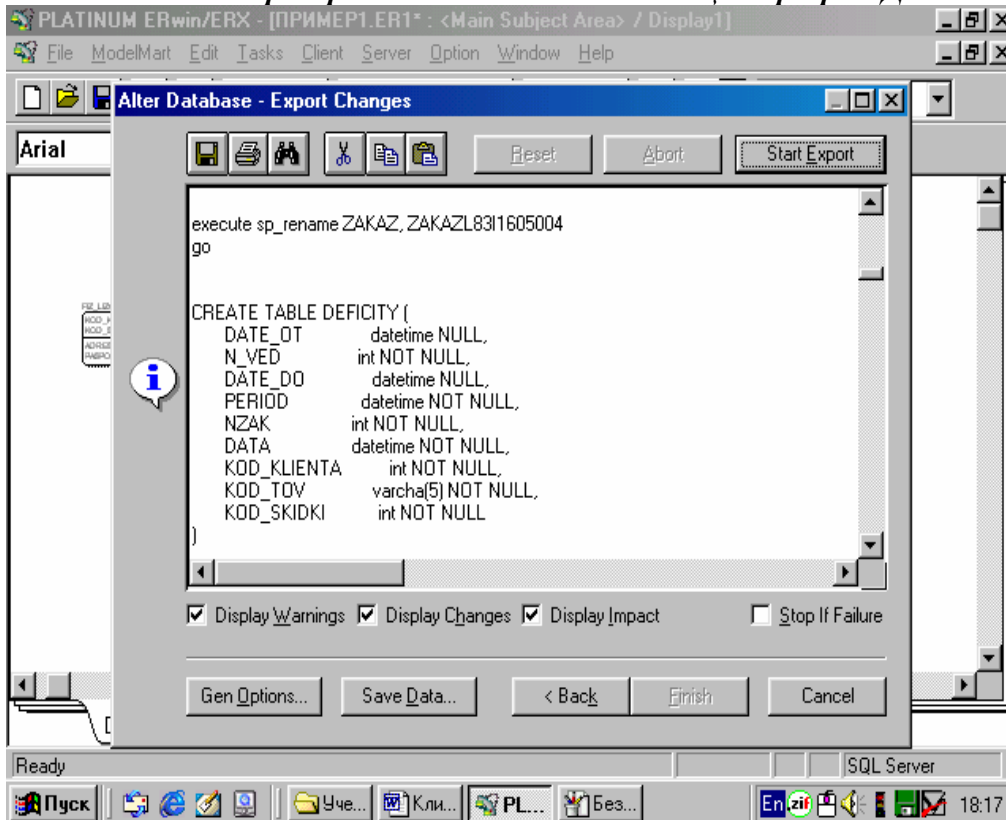 PLATINUM ERwin/ERX - [ПРИМЕР1.ER1* : <Main Subject Area> / Display1]
File ModelMart Edit Tasks Client Server Option Window Help
Alter Database - Export Changes
Arial
Reset Abort Start Export
execute sp_rename ZAKAZ, ZAKAZL83I1605004
go
CREATE TABLE DEFICITY (
DATE_OT datetime NULL,
N_VED int NOT NULL,
DATE_DO datetime NULL,
PERIOD datetime NOT NULL,
NZAK int NOT NULL,
DATA datetime NOT NULL,
KOD_KLIENTA int NOT NULL,
KOD_TOV varcha(5) NOT NULL,
KOD_SKIDKI int NOT NULL
)
Display Warnings Display Changes Display Impact Stop If Failure
Gen Options... Save Data... < Back Finish Cancel
Ready SQL Server
Пуск Уче... Кли... PL... Без... En zif 18:17